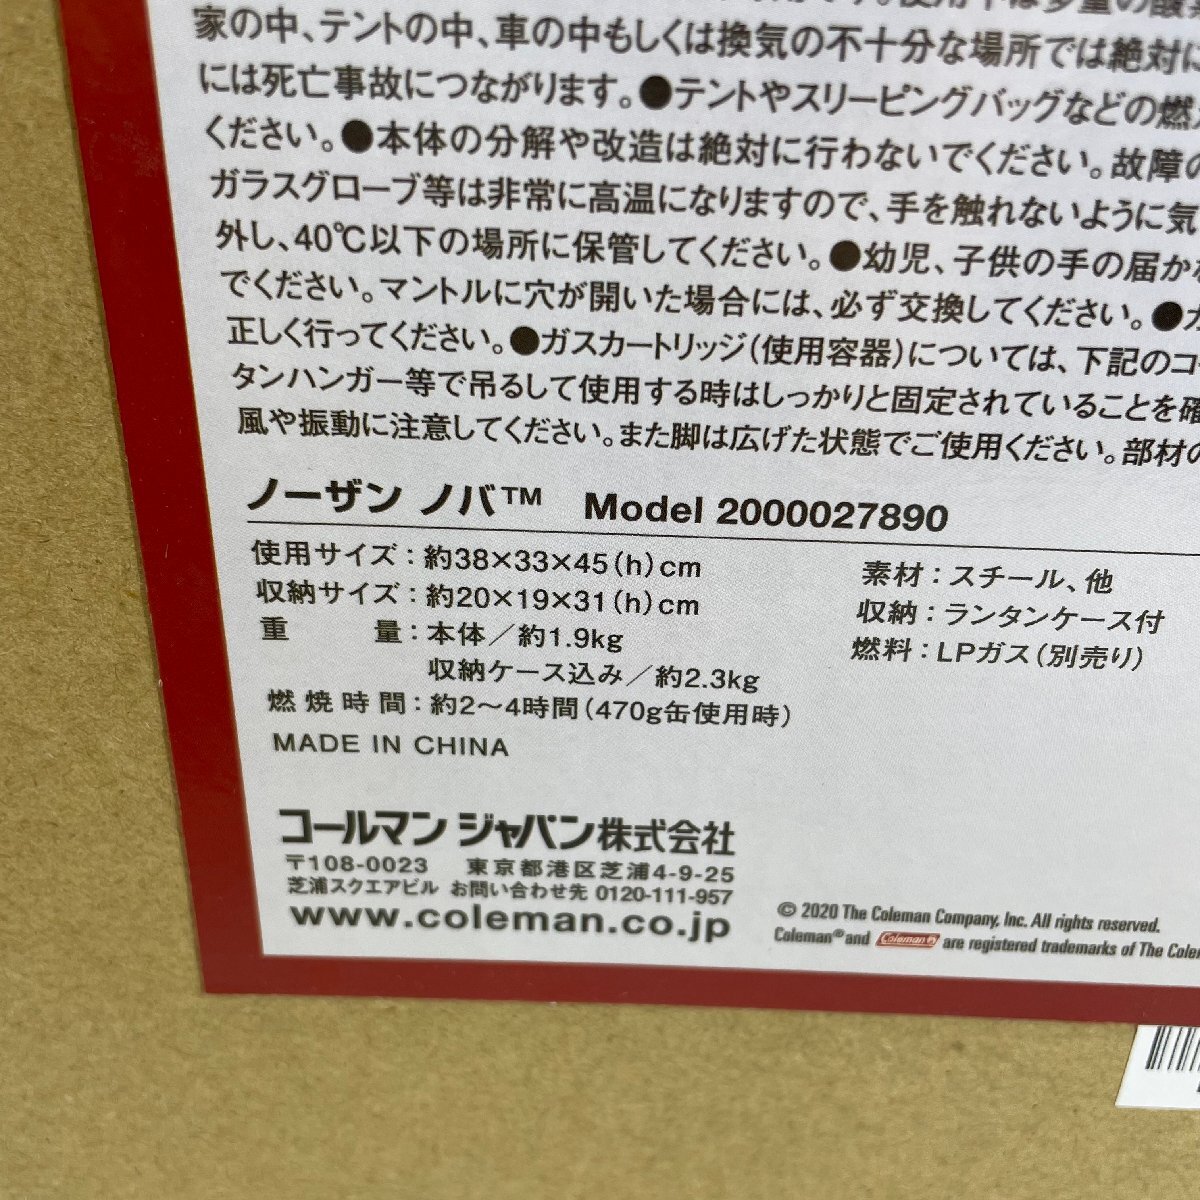 家の中、テントの中、車の中もしくは換気の不十分な場所では絶対に
には死亡事故につながります。●テントやスリーピングバッグなどの燃
ください。●本体の分解や改造は絶対に行わないでください。故障の
ガラスグローブ等は非常に高温になりますので、手を触れないように気
外し、40℃以下の場所に保管してください。●幼児、子供の手の届か
でください。マントルに穴が開いた場合には、必ず交換してください。●
正しく行ってください。●ガスカートリッジ(使用容器)については、下記のコー
タンハンガー等で吊るして使用する時はしっかりと固定されていることを確
風や振動に注意してください。また脚は広げた状態でご使用ください。部材の
ノーザン ノバ™ Model 2000027890
使用サイズ：約38×33×45(h)cm 素材：スチール、他
収納サイズ：約20×19×31(h)cm 収納：ランタンケース付
重量：本体／約1.9kg 燃料：LPガス(別売り)
収納ケース込み／約2.3kg
燃焼時間：約2〜4時間(470g缶使用時)
MADE IN CHINA
コールマン ジャパン株式会社
〒108-0023 東京都港区芝浦4-9-25
芝浦スクエアビル お問い合わせ先 0120-111-957
www.coleman.co.jp
© 2020 The Coleman Company, Inc. All rights reserved.
Coleman® and Coleman® are registered trademarks of The